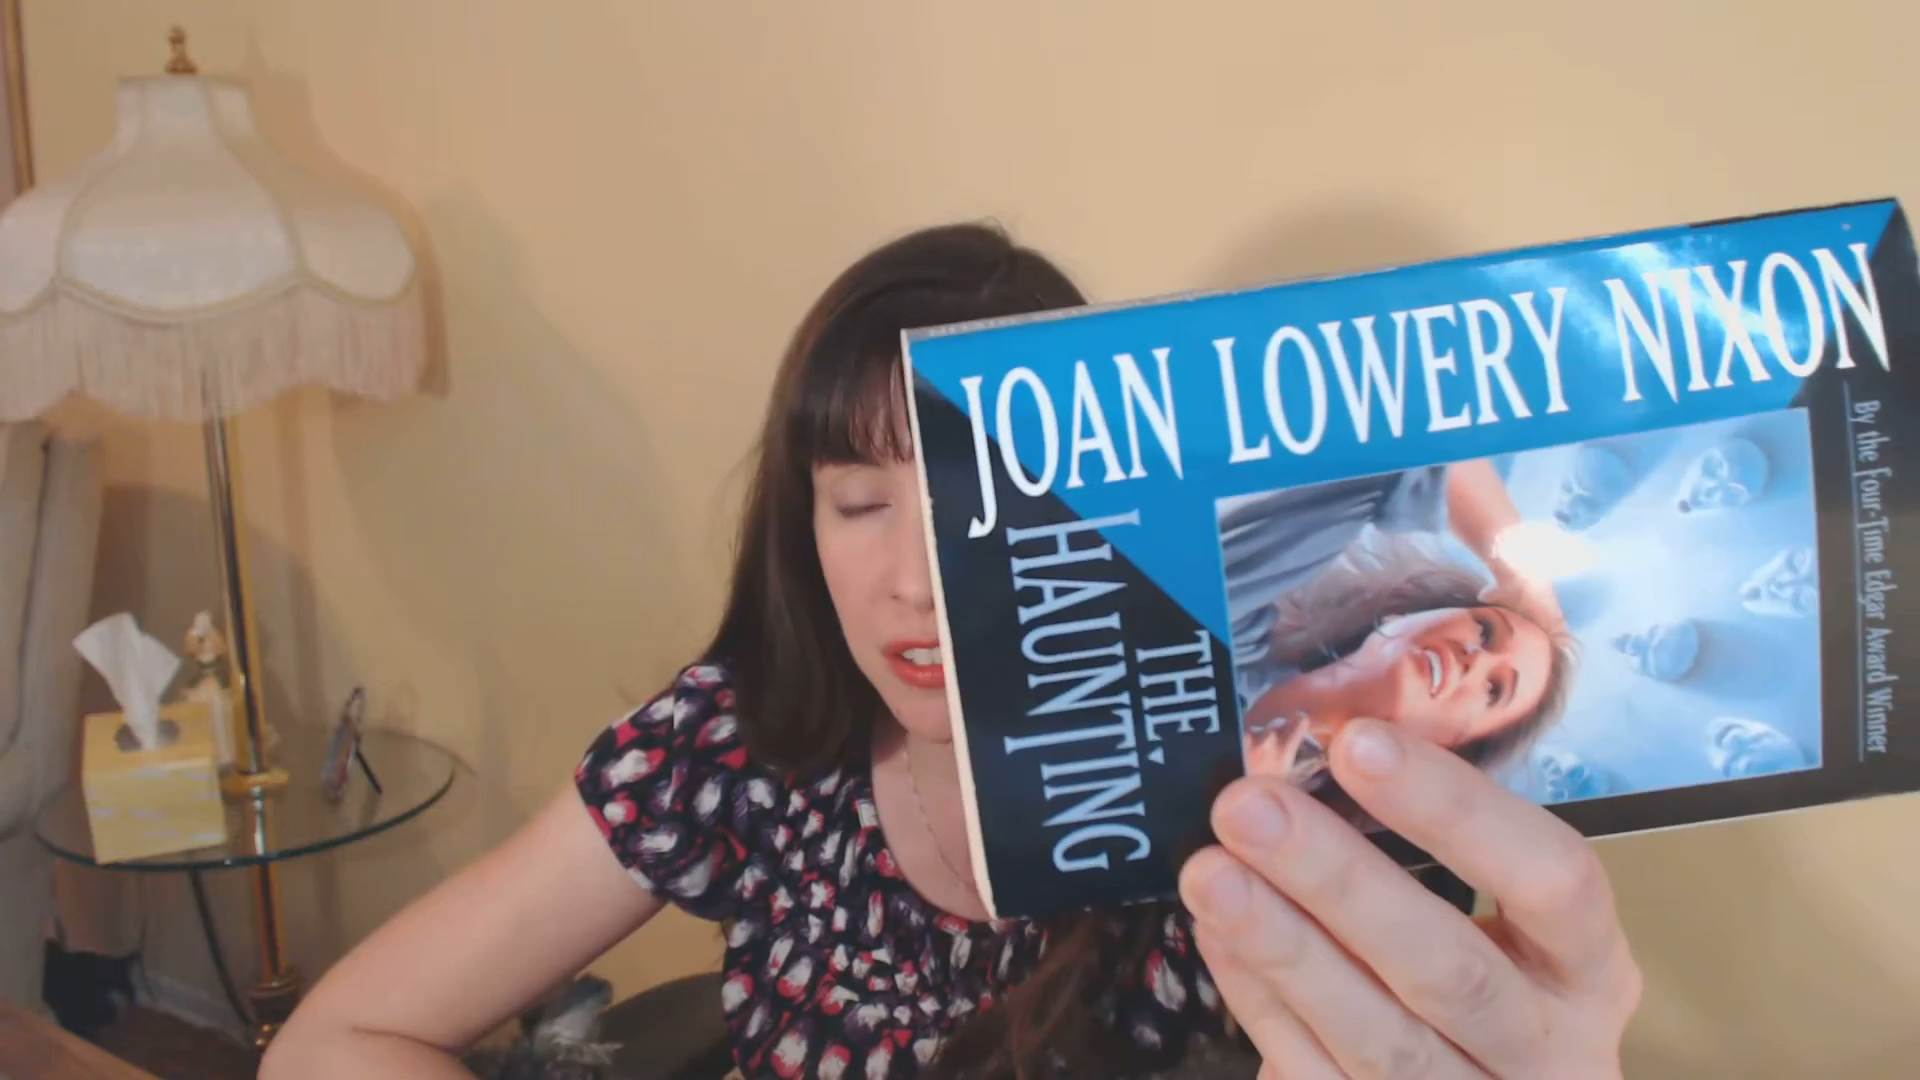 JOAN LOWERY NIXON
THE
HAUNTING
By the Four-Time Edgar Award Winner